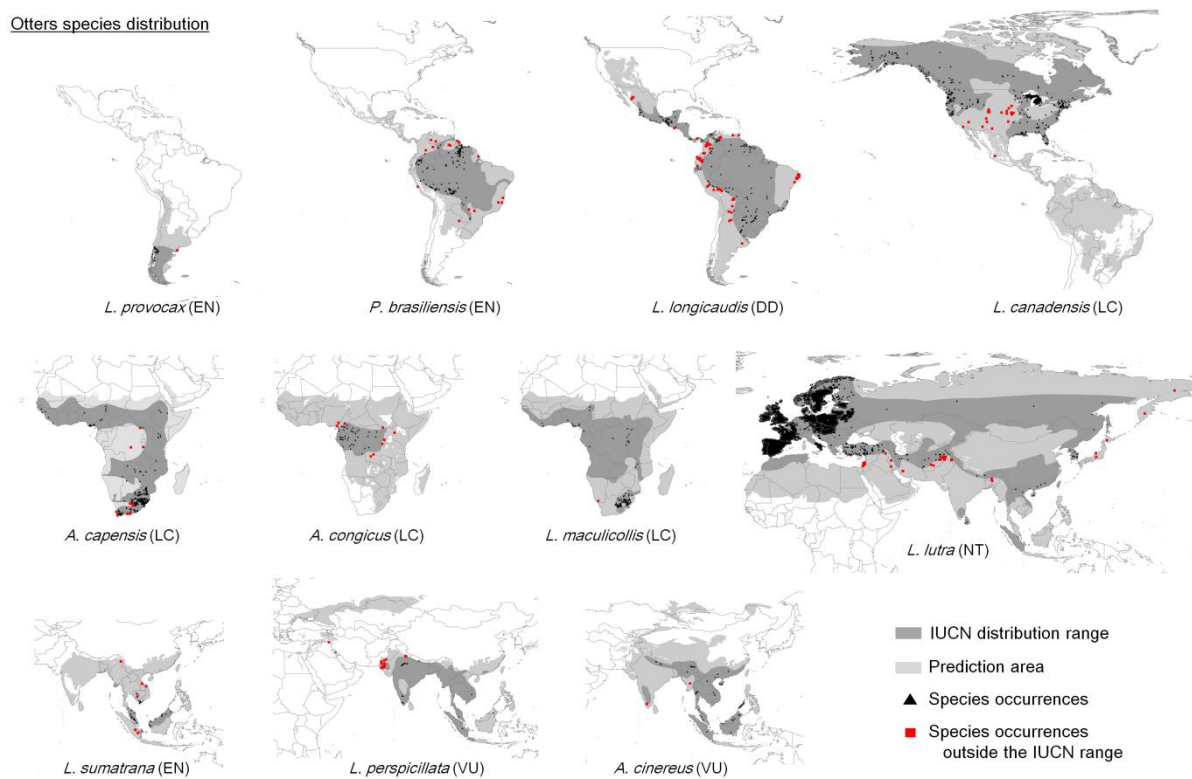 Otters species distribution
L. provocax (EN)
P. brasiliensis (EN)
L. longicaudis (DD)
L. canadensis (LC)
A. capensis (LC)
A. congicus (LC)
L. maculicollis (LC)
L. lutra (NT)
L. sumatrana (EN)
L. perspicillata (VU)
A. cinereus (VU)
IUCN distribution range
Prediction area
Species occurrences
Species occurrences
outside the IUCN range